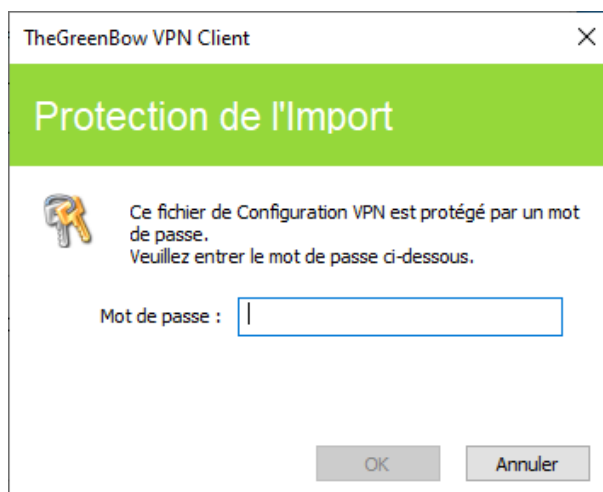 TheGreenBow VPN Client
Protection de l'Import
Ce fichier de Configuration VPN est protégé par un mot
de passe.
Veuillez entrer le mot de passe ci-dessous.
Mot de passe :
OK
Annuler